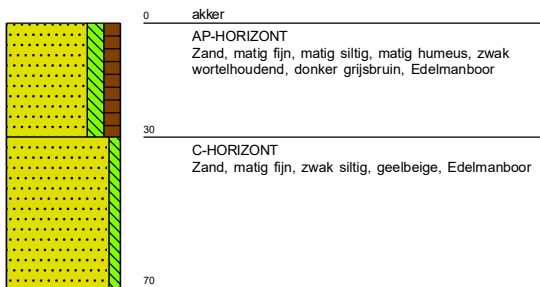 0 akker
AP-HORIZONT
Zand, matig fijn, matig siltig, matig humeus, zwak
wortelhoudend, donker grijsbruin, Edelmanboor
30
C-HORIZONT
Zand, matig fijn, zwak siltig, geelbeige, Edelmanboor
70